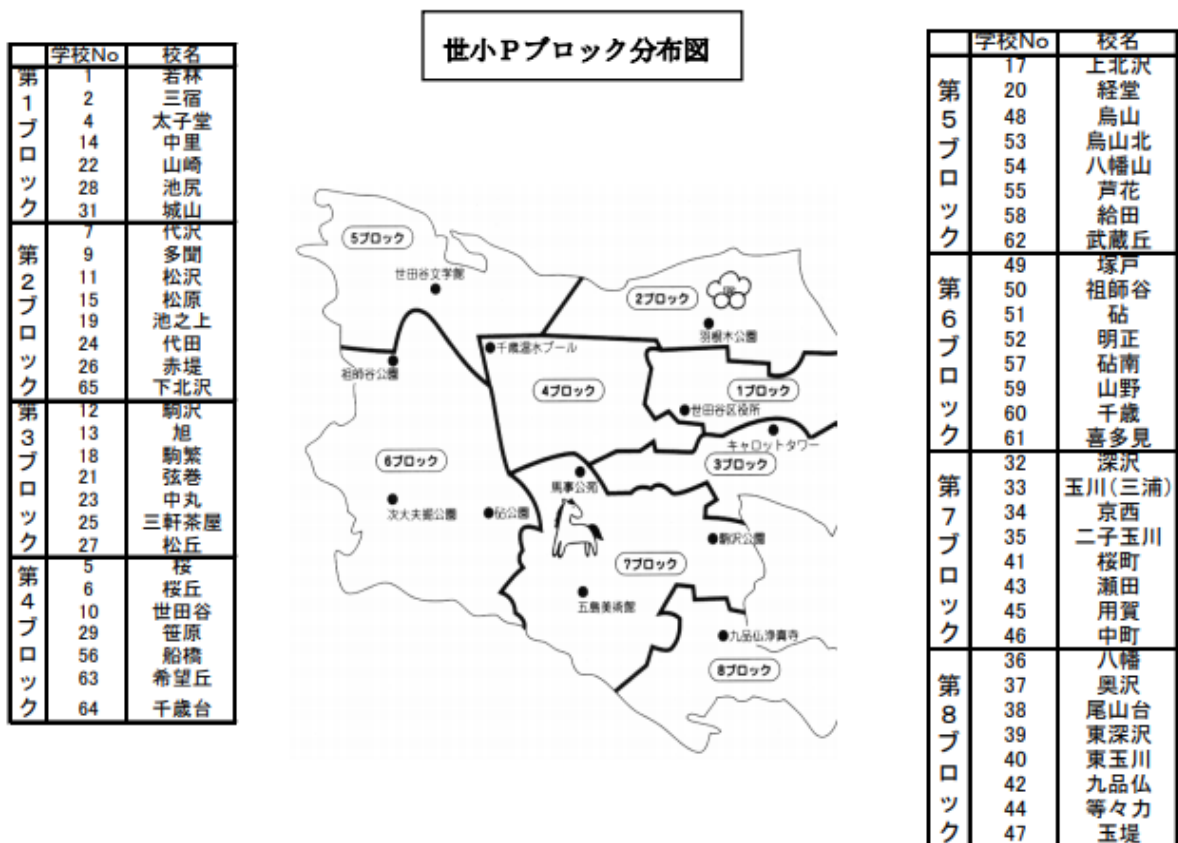 世小Pブロック分布図
学校No 校名
第1ブロック
1 若林
2 三宿
4 太子堂
14 中里
22 山崎
28 池尻
31 城山
第2ブロック
7 代沢
9 多聞
11 松沢
15 松原
19 池之上
24 代田
26 赤堤
65 下北沢
第3ブロック
12 駒沢
13 旭
18 駒繁
21 弦巻
23 中丸
25 三軒茶屋
27 松丘
第4ブロック
5 桜
6 桜丘
10 世田谷
29 笹原
56 船橋
63 希望丘
64 千歳台
5ブロック
世田谷文学館
2ブロック
羽根木公園
千歳温水プール
祖師谷公園
4ブロック
1ブロック
世田谷区役所
キャロットタワー
3ブロック
6ブロック
馬事公苑
次大夫堀公園
砧公園
駒沢公園
7ブロック
五島美術館
九品仏浄真寺
8ブロック
学校No 校名
第5ブロック
17 上北沢
20 経堂
48 烏山
53 烏山北
54 八幡山
55 芦花
58 給田
62 武蔵丘
第6ブロック
49 塚戸
50 祖師谷
51 砧
52 明正
57 砧南
59 山野
60 千歳
61 喜多見
第7ブロック
32 深沢
33 玉川(三浦)
34 京西
35 二子玉川
41 桜町
43 瀬田
45 用賀
46 中町
第8ブロック
36 八幡
37 奥沢
38 尾山台
39 東深沢
40 東玉川
42 九品仏
44 等々力
47 玉堤